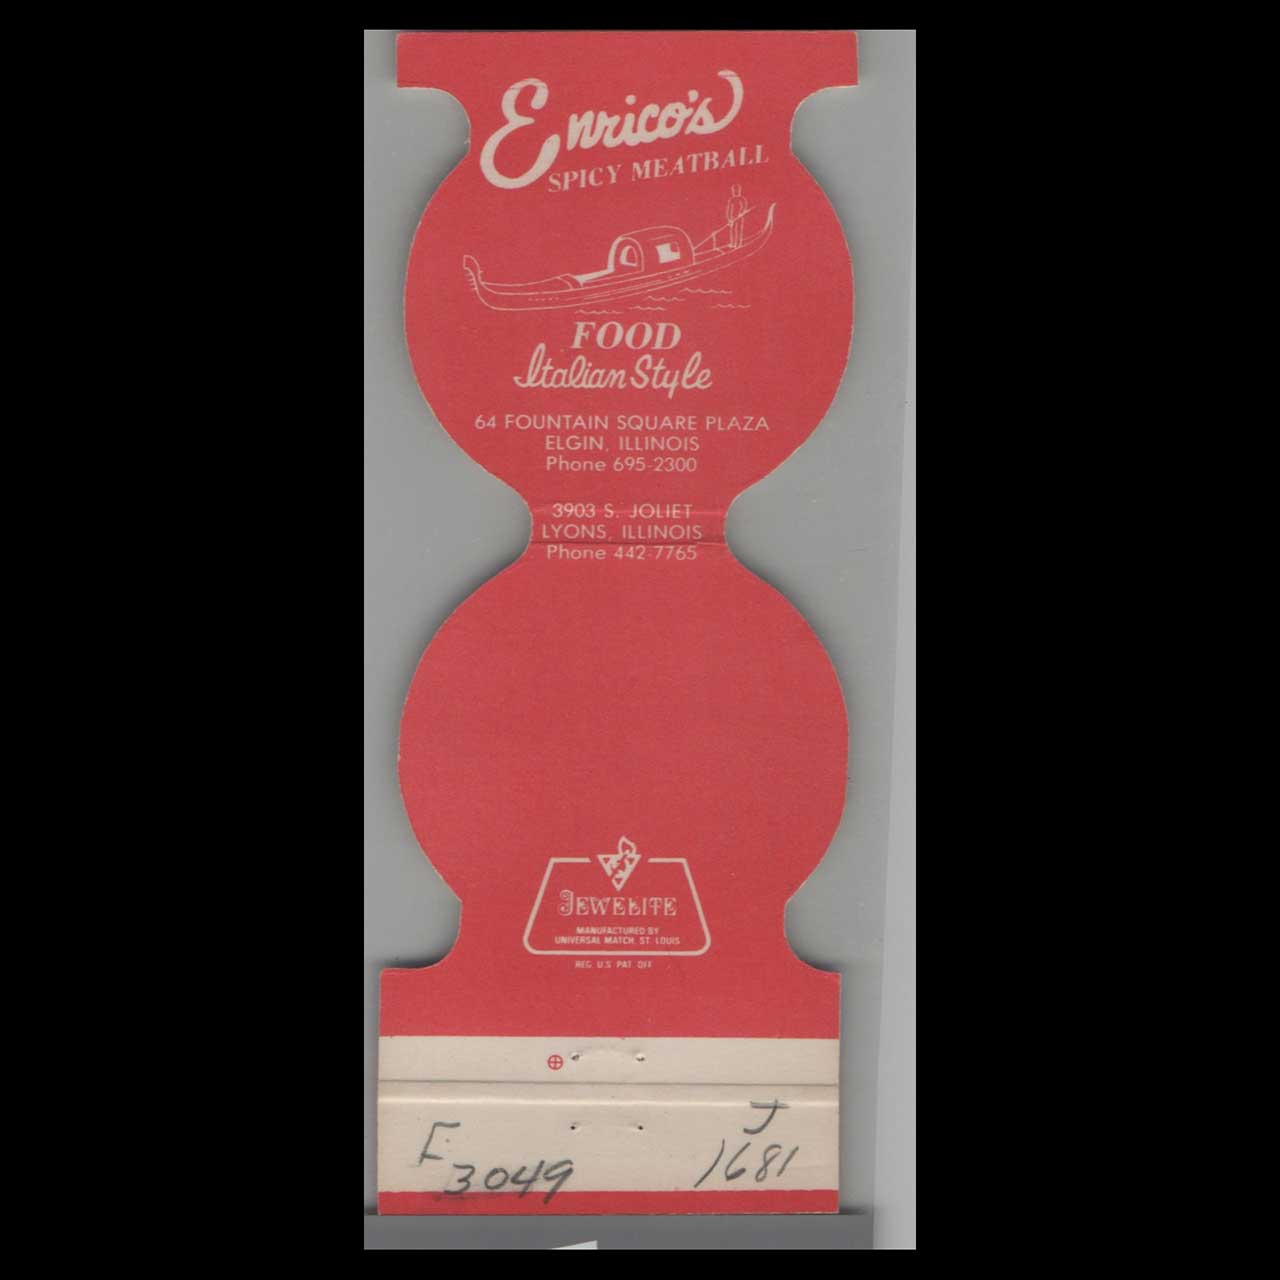 Enrico's
SPICY MEATBALL
FOOD
Italian Style
64 FOUNTAIN SQUARE PLAZA
ELGIN, ILLINOIS
Phone 695-2300
3903 S. JOLIET
LYONS, ILLINOIS
Phone 442-7765
JEWELITE
MANUFACTURED BY
UNIVERSAL MATCH, ST. LOUIS
REG. U.S. PAT. OFF.
F 3049
J 1681